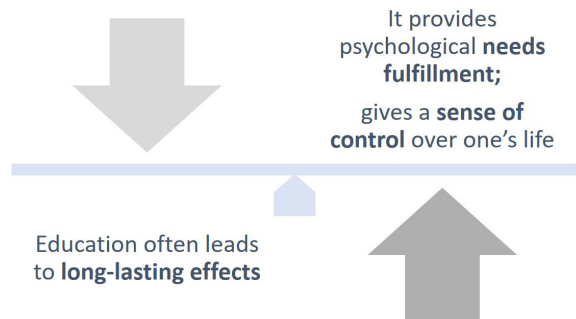 It provides
psychological needs
fulfillment;
gives a sense of
control over one’s life
Education often leads
to long-lasting effects